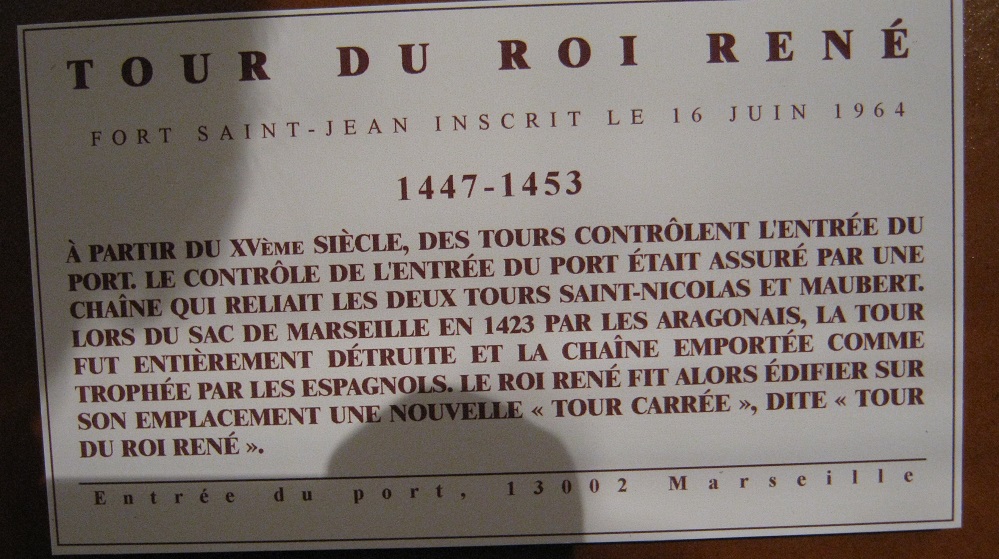 TOUR DU ROI RENÉ
FORT SAINT-JEAN INSCRIT LE 16 JUIN 1964
1447-1453
À PARTIR DU XVÈME SIÈCLE, DES TOURS CONTRÔLENT L'ENTRÉE DU
PORT. LE CONTRÔLE DE L'ENTRÉE DU PORT ÉTAIT ASSURÉ PAR UNE
CHAÎNE QUI RELIAIT LES DEUX TOURS SAINT-NICOLAS ET MAUBERT.
LORS DU SAC DE MARSEILLE EN 1423 PAR LES ARAGONAIS, LA TOUR
FUT ENTIÈREMENT DÉTRUITE ET LA CHAÎNE EMPORTÉE COMME
TROPHÉE PAR LES ESPAGNOLS. LE ROI RENÉ FIT ALORS ÉDIFIER SUR
SON EMPLACEMENT UNE NOUVELLE « TOUR CARRÉE », DITE « TOUR
DU ROI RENÉ ».
Entrée du port, 13002 Marseille